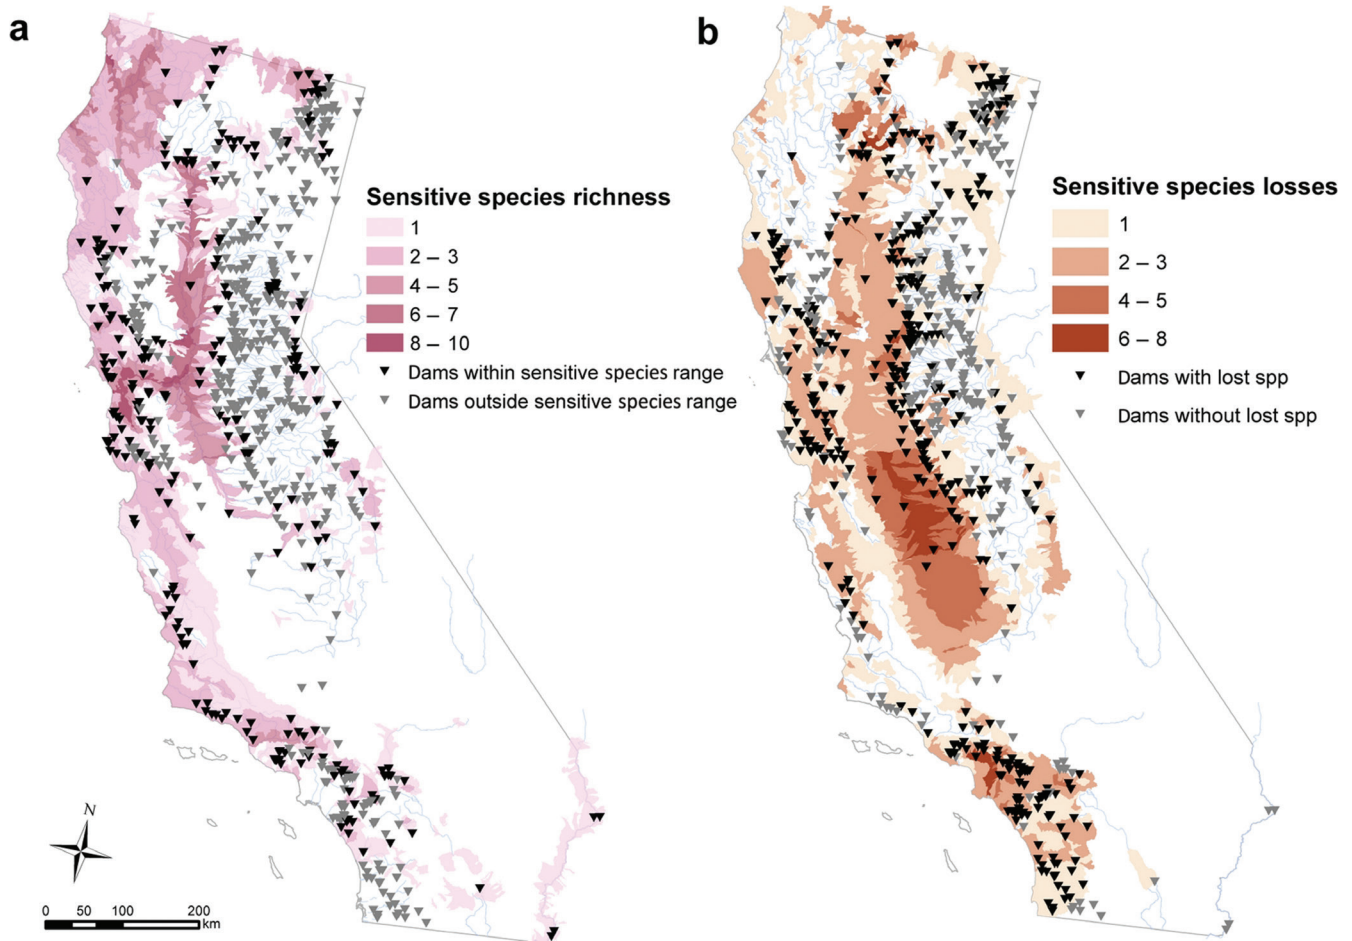 a
Sensitive species richness
1
2 – 3
4 – 5
6 – 7
8 – 10
Dams within sensitive species range
Dams outside sensitive species range
N
0 50 100 200
km
b
Sensitive species losses
1
2 – 3
4 – 5
6 – 8
Dams with lost spp
Dams without lost spp